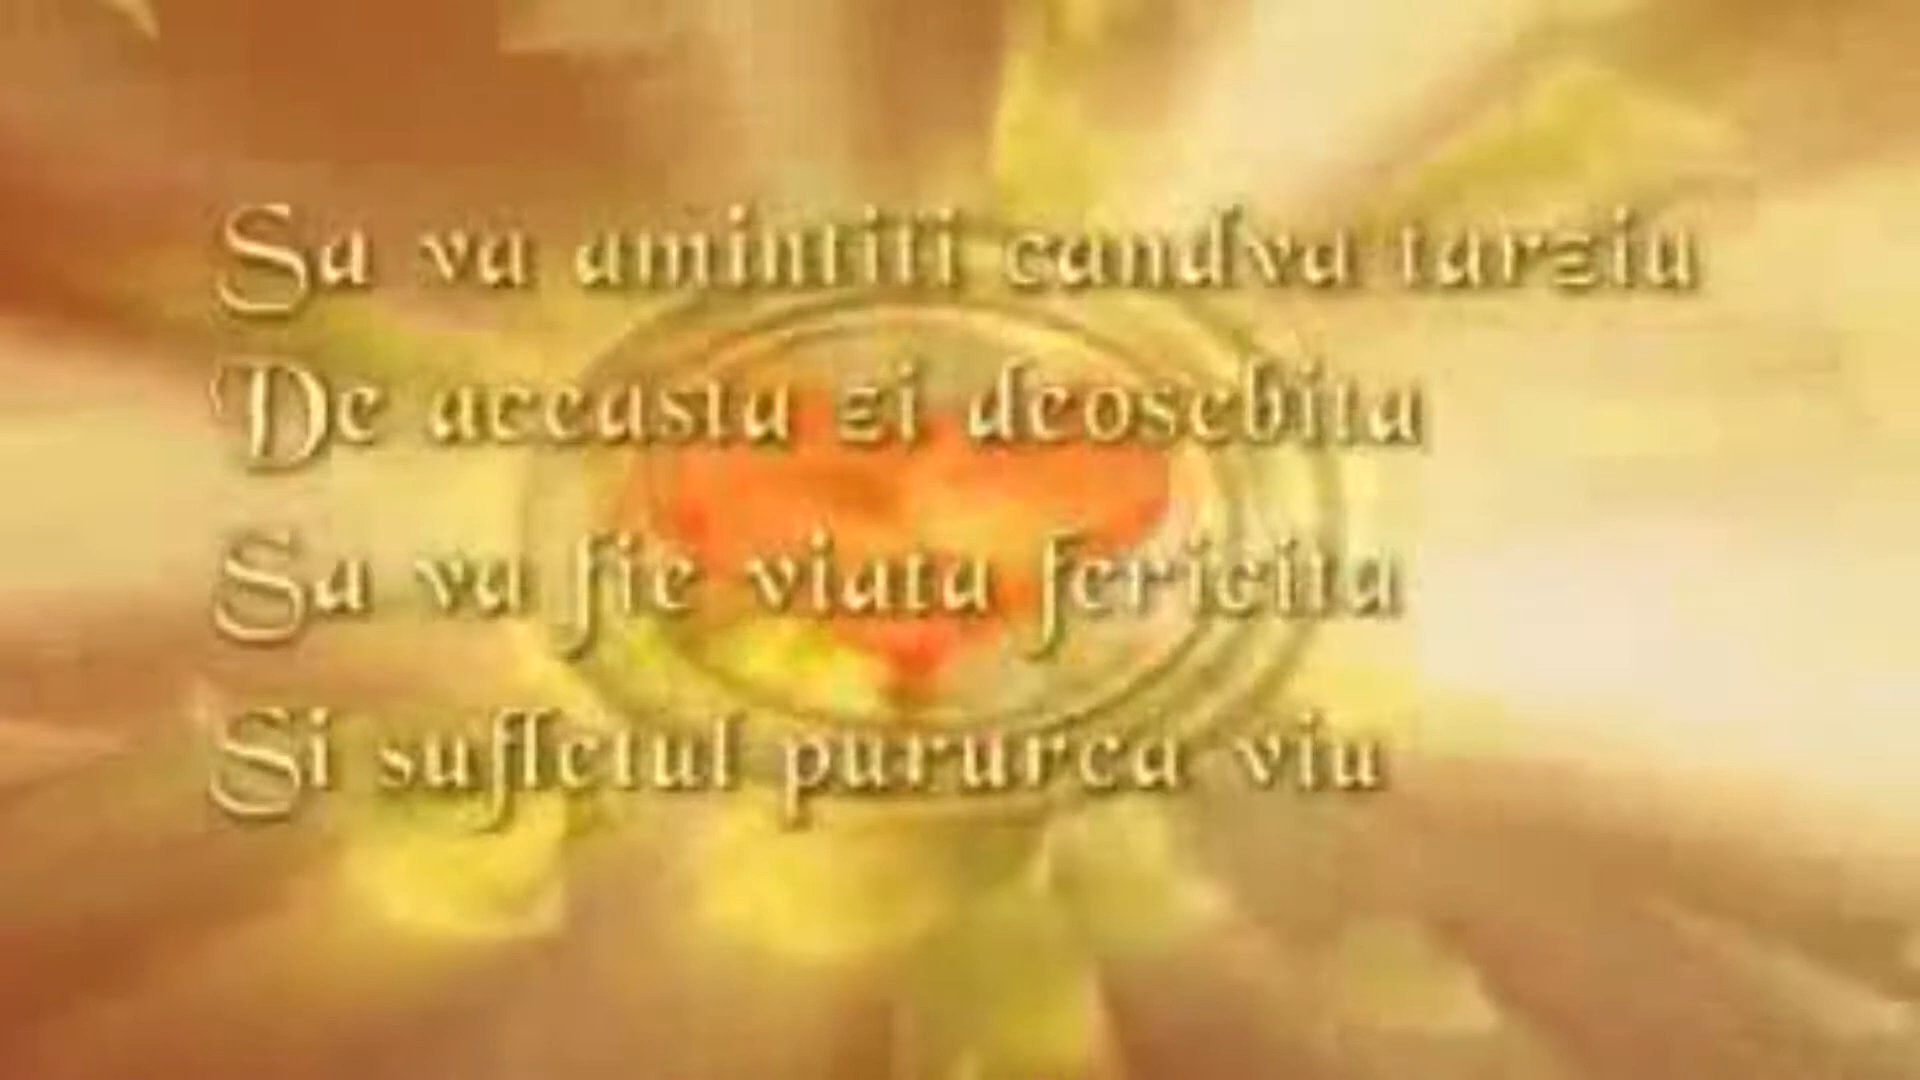 Sa va amintiti candva tarziu
De aceasta zi deosebita
Sa va fie viata fericita
Si sufletul pururea viu